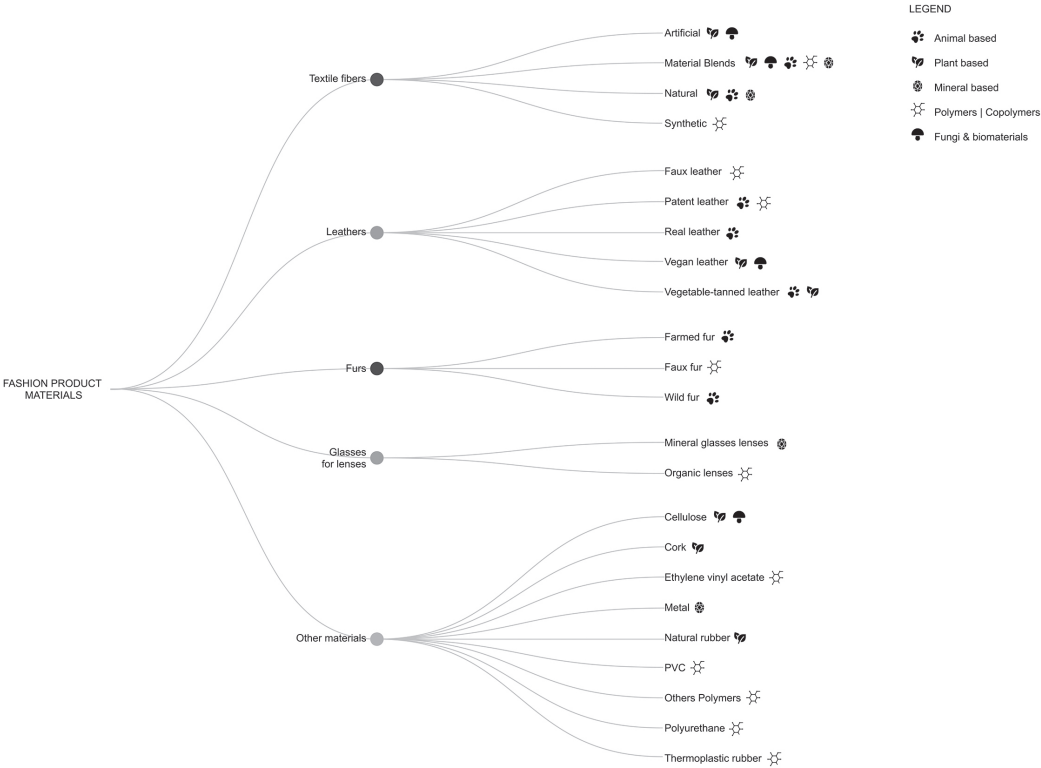 LEGEND
Animal based
Plant based
Mineral based
Polymers | Copolymers
Fungi & biomaterials
FASHION PRODUCT
MATERIALS
Textile fibers
Artificial
Material Blends
Natural
Synthetic
Leathers
Faux leather
Patent leather
Real leather
Vegan leather
Vegetable-tanned leather
Furs
Farmed fur
Faux fur
Wild fur
Glasses
for lenses
Mineral glasses lenses
Organic lenses
Other materials
Cellulose
Cork
Ethylene vinyl acetate
Metal
Natural rubber
PVC
Others Polymers
Polyurethane
Thermoplastic rubber